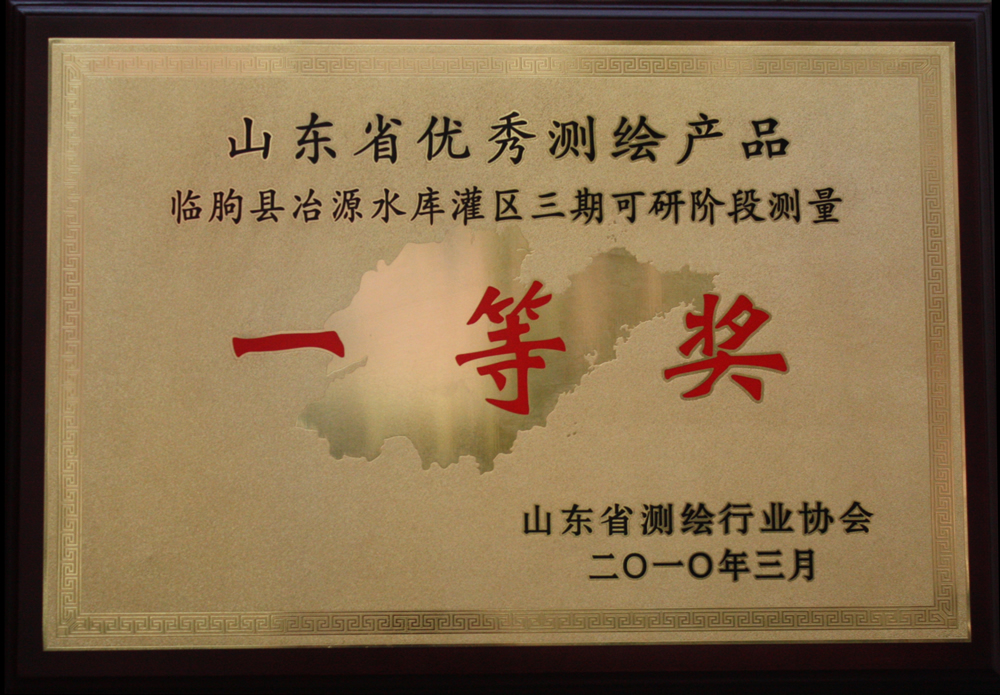 山东省优秀测绘产品
临朐县冶源水库灌区三期可研阶段测量
一等奖
山东省测绘行业协会
二〇一〇年三月